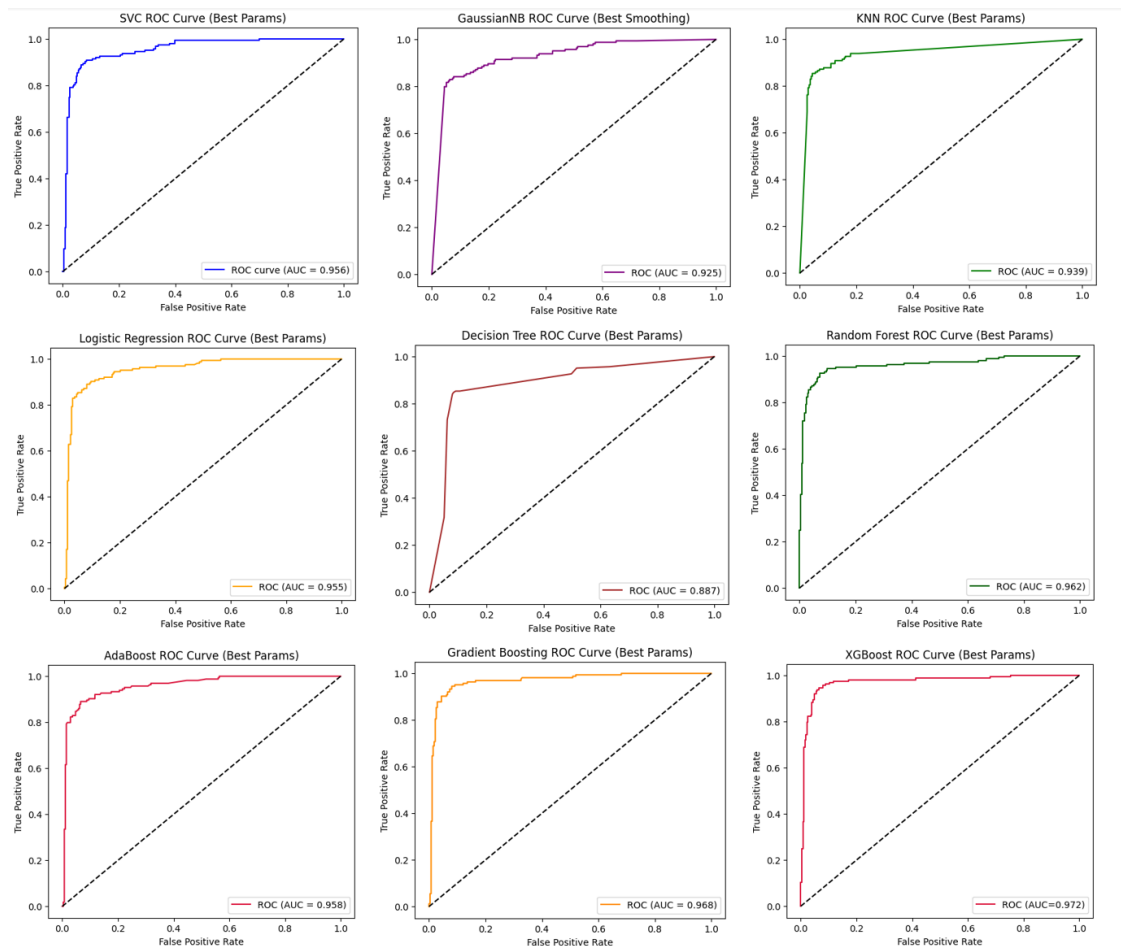 SVC ROC Curve (Best Params)
1.0
0.8
0.6
0.4
0.2
0.0
True Positive Rate
ROC curve (AUC = 0.956)
0.0 0.2 0.4 0.6 0.8 1.0
False Positive Rate
GaussianNB ROC Curve (Best Smoothing)
1.0
0.8
0.6
0.4
0.2
0.0
True Positive Rate
ROC (AUC = 0.925)
0.0 0.2 0.4 0.6 0.8 1.0
False Positive Rate
KNN ROC Curve (Best Params)
1.0
0.8
0.6
0.4
0.2
0.0
True Positive Rate
ROC (AUC = 0.939)
0.0 0.2 0.4 0.6 0.8 1.0
False Positive Rate
Logistic Regression ROC Curve (Best Params)
1.0
0.8
0.6
0.4
0.2
0.0
True Positive Rate
ROC (AUC = 0.955)
0.0 0.2 0.4 0.6 0.8 1.0
False Positive Rate
Decision Tree ROC Curve (Best Params)
1.0
0.8
0.6
0.4
0.2
0.0
True Positive Rate
ROC (AUC = 0.887)
0.0 0.2 0.4 0.6 0.8 1.0
False Positive Rate
Random Forest ROC Curve (Best Params)
1.0
0.8
0.6
0.4
0.2
0.0
True Positive Rate
ROC (AUC = 0.962)
0.0 0.2 0.4 0.6 0.8 1.0
False Positive Rate
AdaBoost ROC Curve (Best Params)
1.0
0.8
0.6
0.4
0.2
0.0
True Positive Rate
ROC (AUC = 0.958)
0.0 0.2 0.4 0.6 0.8 1.0
False Positive Rate
Gradient Boosting ROC Curve (Best Params)
1.0
0.8
0.6
0.4
0.2
0.0
True Positive Rate
ROC (AUC = 0.968)
0.0 0.2 0.4 0.6 0.8 1.0
False Positive Rate
XGBoost ROC Curve (Best Params)
1.0
0.8
0.6
0.4
0.2
0.0
True Positive Rate
ROC (AUC=0.972)
0.0 0.2 0.4 0.6 0.8 1.0
False Positive Rate